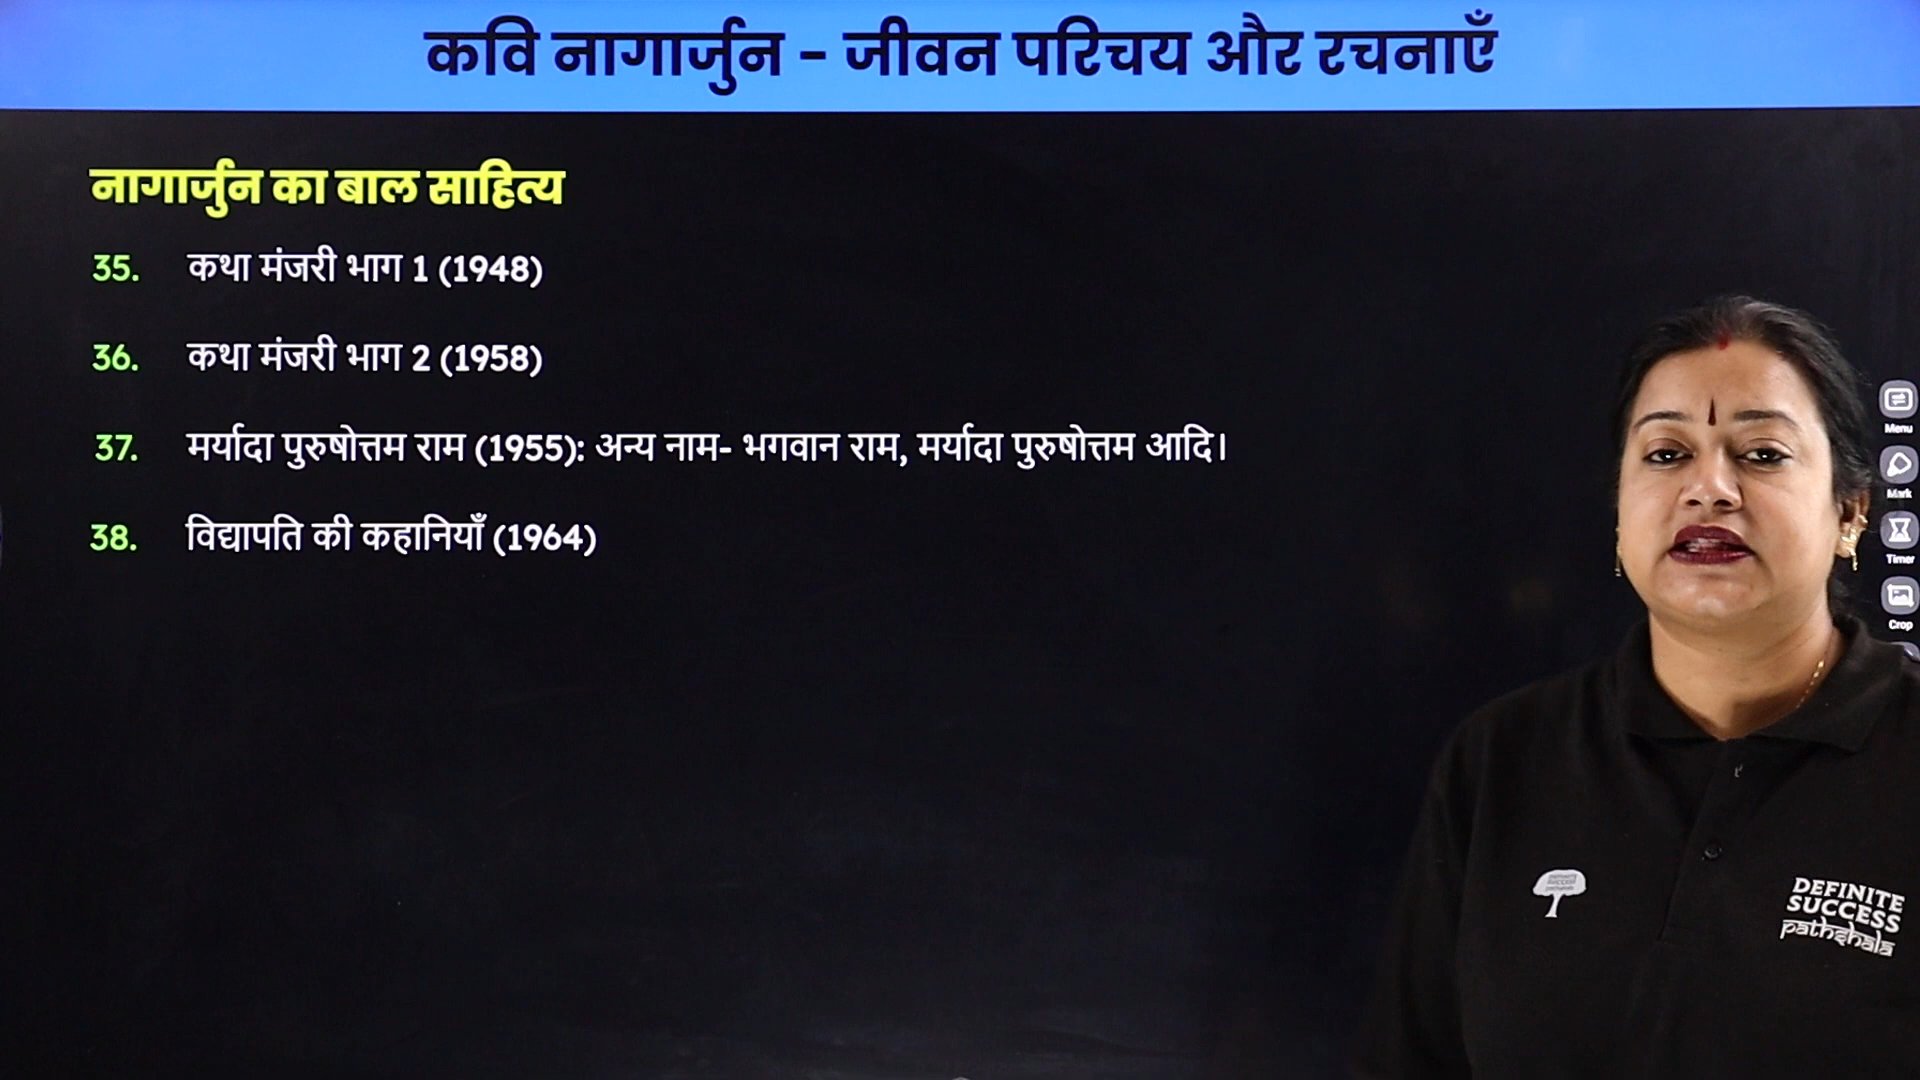 कवि नागार्जुन - जीवन परिचय और रचनाएँ
नागार्जुन का बाल साहित्य
35. कथा मंजरी भाग 1 (1948)
36. कथा मंजरी भाग 2 (1958)
37. मर्यादा पुरुषोत्तम राम (1955): अन्य नाम- भगवान राम, मर्यादा पुरुषोत्तम आदि।
38. विद्यापति की कहानियाँ (1964)
Menu
Mark
Timer
Crop
DEFINITE
SUCCESS
pathshala